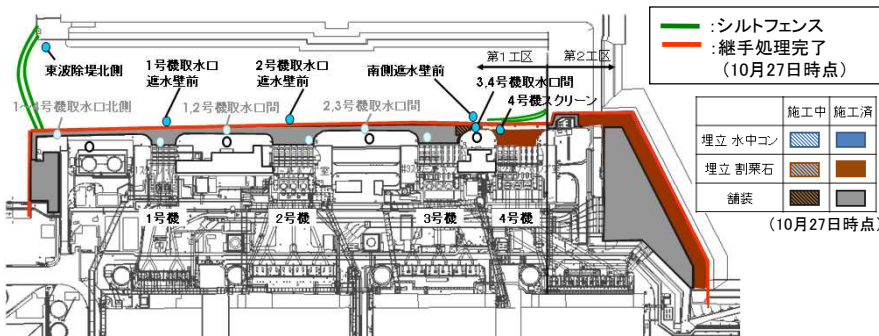 :シルトフェンス
:継手処理完了
(10月27日時点)
第1工区
第2工区
東波除堤北側
1号機取水口
遮水壁前
2号機取水口
遮水壁前
南側遮水壁前
3,4号機取水口間
4号機スクリーン
1～4号機取水口北側
1,2号機取水口間
2,3号機取水口間
1号機
2号機
3号機
4号機
施工中 施工済
埋立 水中コン
埋立 割栗石
舗装
(10月27日時点)